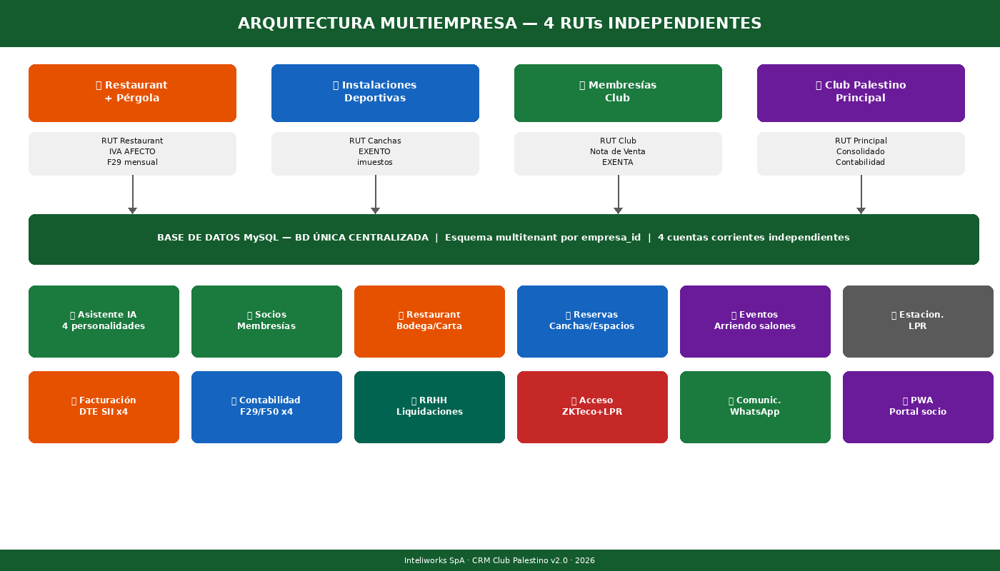 ARQUITECTURA MULTIEMPRESA — 4 RUTs INDEPENDIENTES
Restaurant
+ Pérgola
Instalaciones
Deportivas
Membresías
Club
Club Palestino
Principal
RUT Restaurant
IVA AFECTO
F29 mensual
RUT Canchas
EXENTO
imuestos
RUT Club
Nota de Venta
EXENTA
RUT Principal
Consolidado
Contabilidad
BASE DE DATOS MySQL — BD ÚNICA CENTRALIZADA | Esquema multitenant por empresa_id | 4 cuentas corrientes independientes
Asistente IA
4 personalidades
Socios
Membresías
Restaurant
Bodega/Carta
Reservas
Canchas/Espacios
Eventos
Arriendo salones
Estacion.
LPR
Facturación
DTE SII x4
Contabilidad
F29/F50 x4
RRHH
Liquidaciones
Acceso
ZKTeco+LPR
Comunic.
WhatsApp
PWA
Portal socio
Inteliworks SpA · CRM Club Palestino v2.0 · 2026